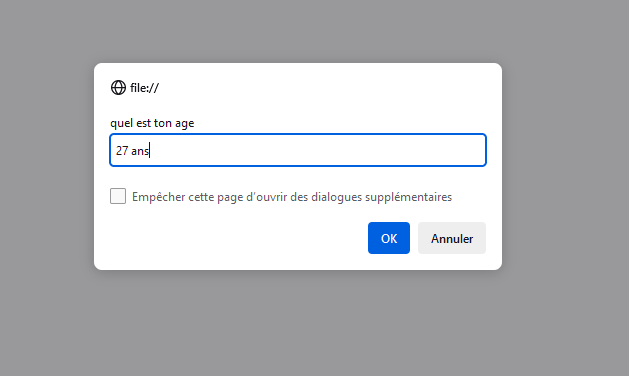 file://
quel est ton age
27 ans
Empêcher cette page d’ouvrir des dialogues supplémentaires
OK
Annuler